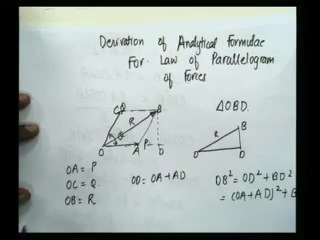 Derivation of Analytical Formulae
For Law of Parallelogram
of Forces
C Q B
R
O A P D
△OBD.
B
R
O D
OA = P
OC = Q.
OB = R
OD = OA + AD
OB² = OD² + BD²
= (OA + AD)² + B